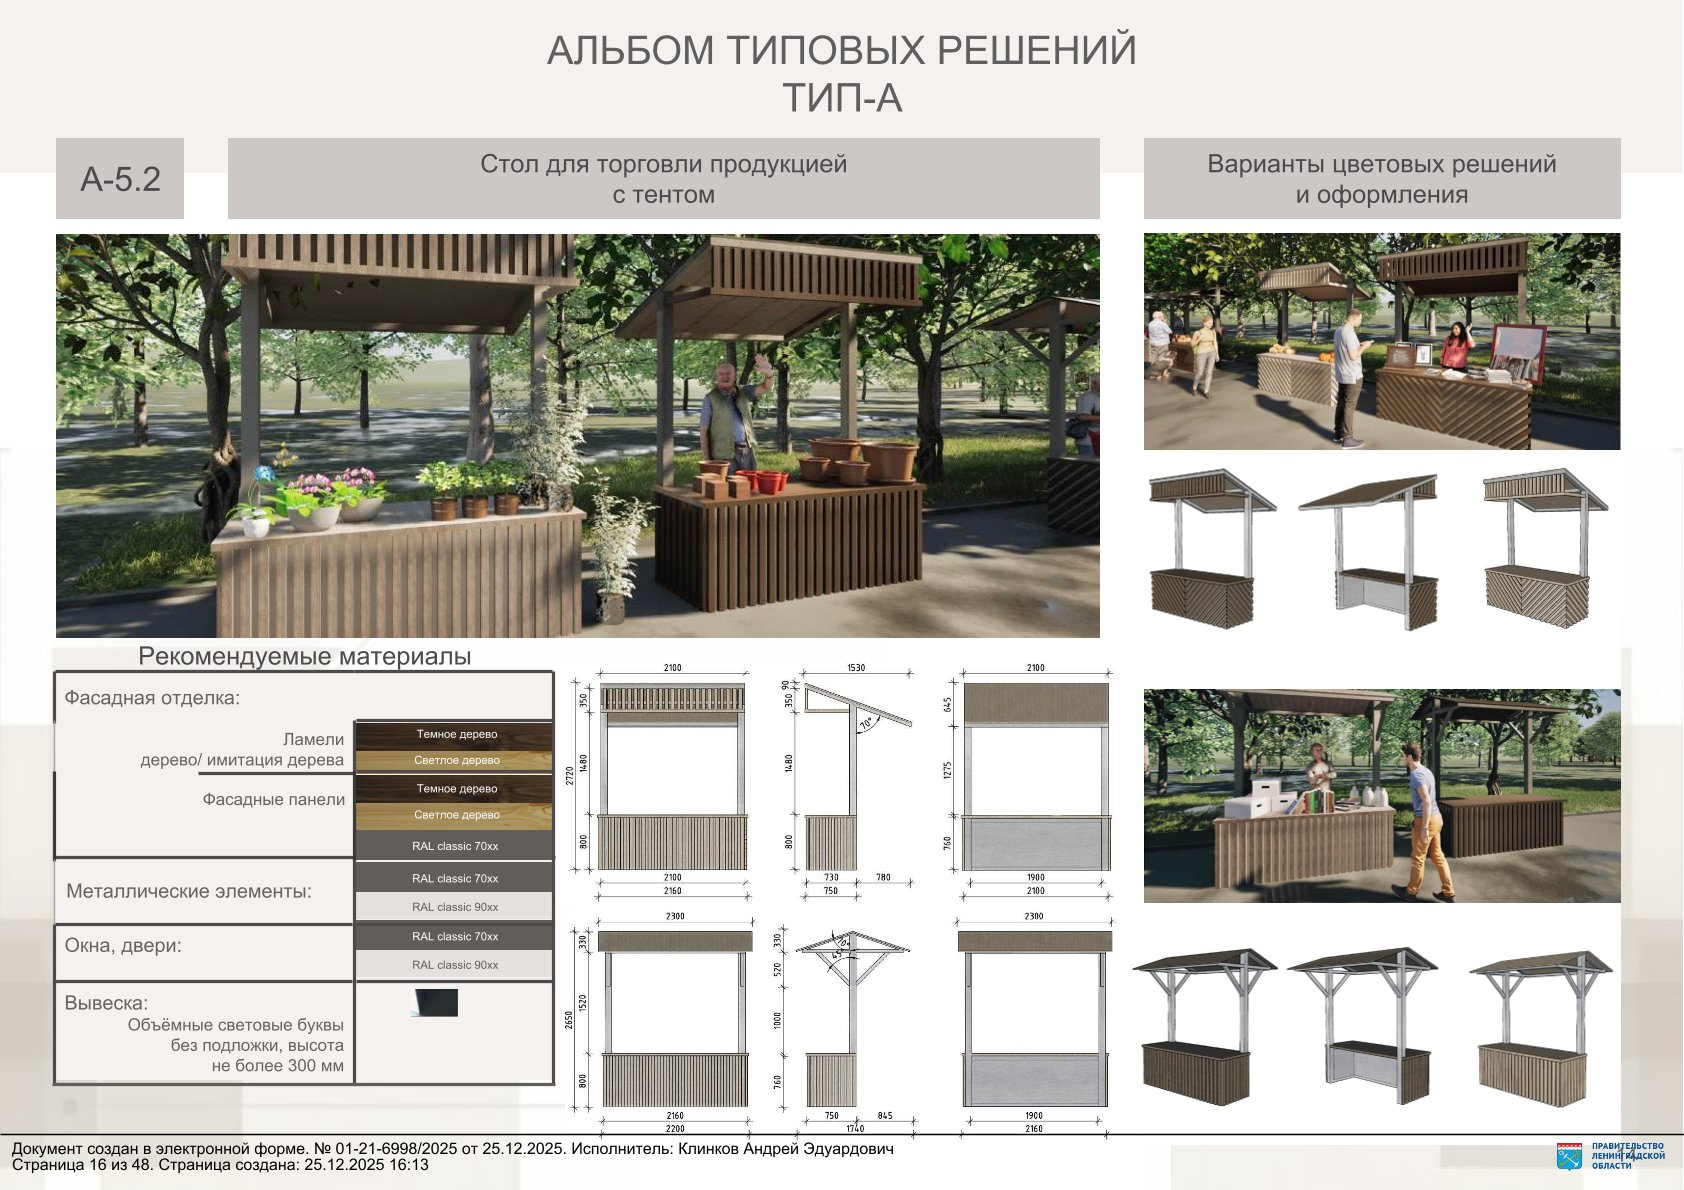 АЛЬБОМ ТИПОВЫХ РЕШЕНИЙ
ТИП-А
А-5.2
Стол для торговли продукцией
с тентом
Варианты цветовых решений
и оформления
Рекомендуемые материалы
Фасадная отделка:
Ламели
дерево/ имитация дерева
Темное дерево
Светлое дерево
Фасадные панели
Темное дерево
Светлое дерево
RAL classic 70xx
Металлические элементы:
RAL classic 70xx
RAL classic 90xx
Окна, двери:
RAL classic 70xx
RAL classic 90xx
Вывеска:
Объёмные световые буквы
без подложки, высота
не более 300 мм
2100
350
1480
2720
800
2100
2160
1530
90
350
70°
1480
800
730
780
750
2100
645
1275
760
1900
2100
2300
330
1520
2650
800
2160
2200
330
70°
45°
520
1000
760
750
845
1740
2300
1900
2160
Документ создан в электронной форме. № 01-21-6998/2025 от 25.12.2025. Исполнитель: Клинков Андрей Эдуардович
Страница 16 из 48. Страница создана: 25.12.2025 16:13
ПРАВИТЕЛЬСТВО
ЛЕНИНГРАДСКОЙ
ОБЛАСТИ
14